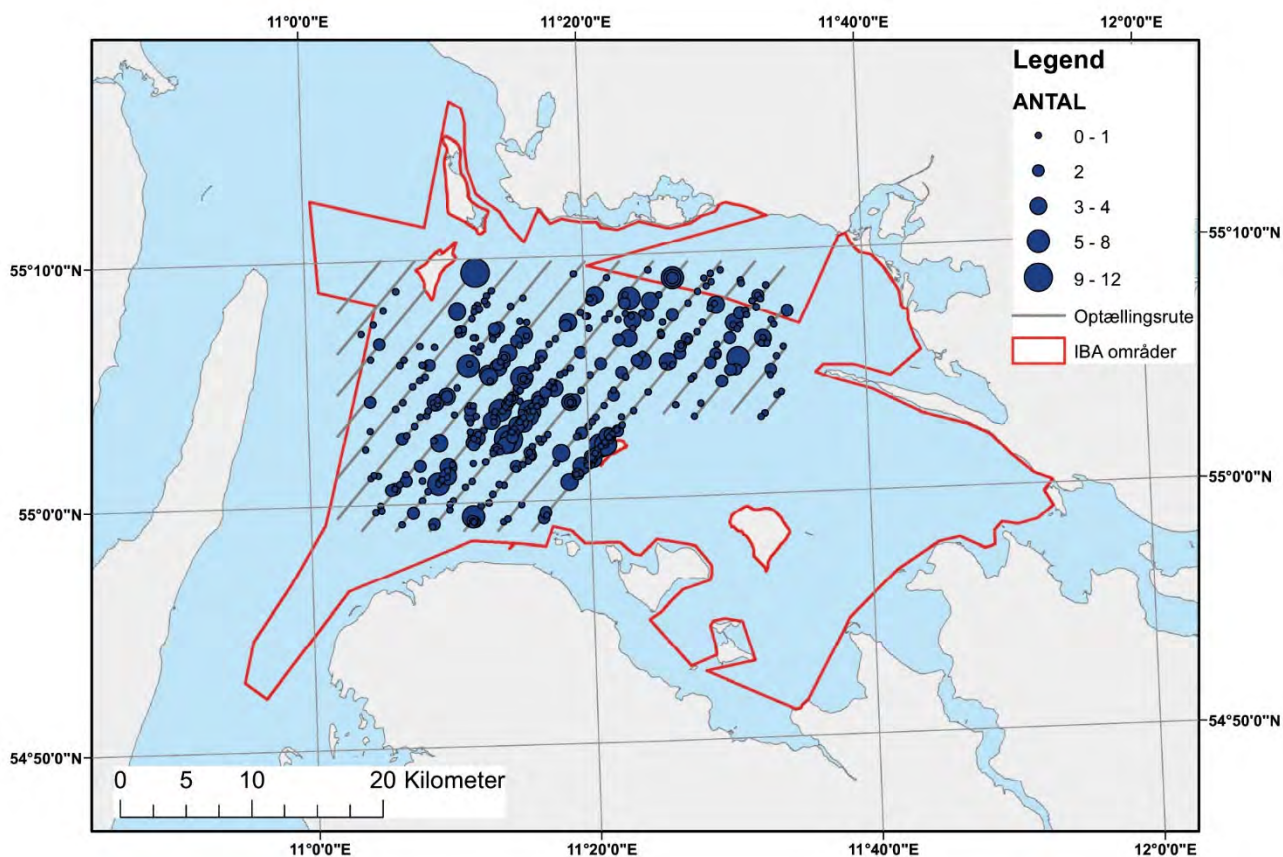 11°0'0"E 11°20'0"E 11°40'0"E 12°0'0"E
Legend
ANTAL
0 - 1
2
3 - 4
5 - 8
9 - 12
Optællingsrute
IBA områder
55°10'0"N
55°10'0"N
55°0'0"N
55°0'0"N
54°50'0"N
54°50'0"N
0 5 10 20 Kilometer
11°0'0"E 11°20'0"E 11°40'0"E 12°0'0"E